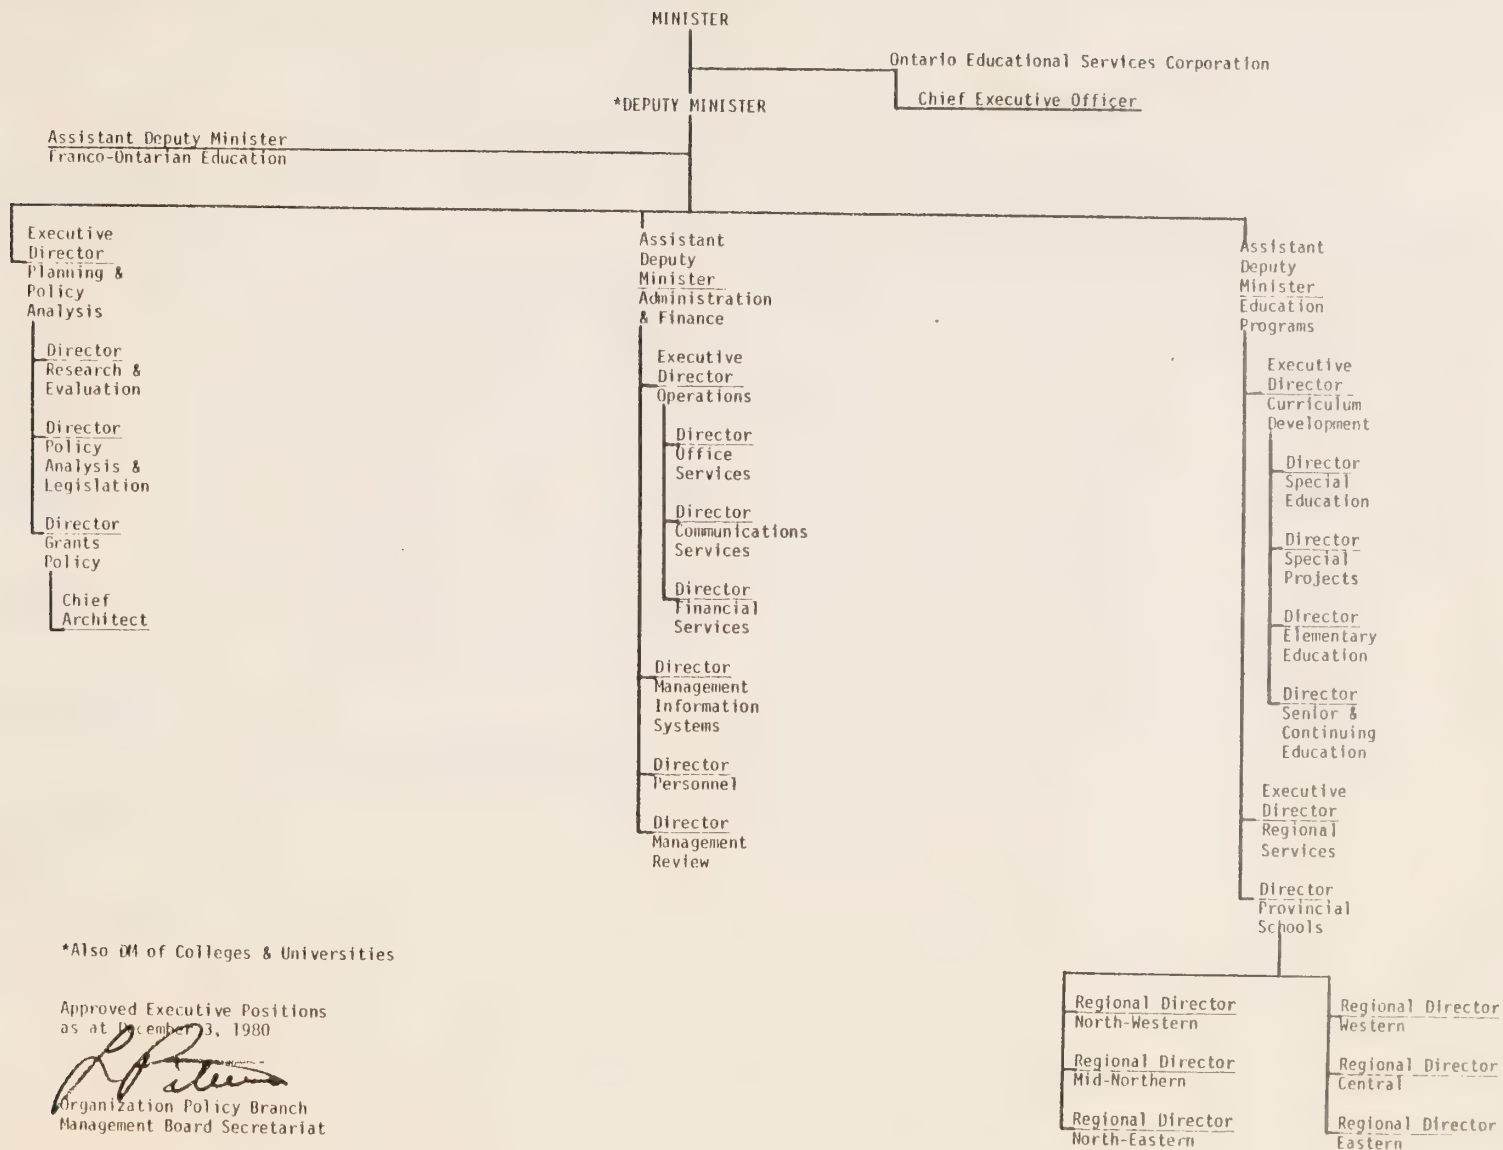 MINISTER
Ontario Educational Services Corporation
Chief Executive Officer
*DEPUTY MINISTER
Assistant Deputy Minister
Franco-Ontarian Education
Executive
Director
Planning &
Policy
Analysis
Director
Research &
Evaluation
Director
Policy
Analysis &
Legislation
Director
Grants
Policy
Chief
Architect
Assistant
Deputy
Minister
Administration
& Finance
Executive
Director
Operations
Director
Office
Services
Director
Communications
Services
Director
Financial
Services
Director
Management
Information
Systems
Director
Personnel
Director
Management
Review
Assistant
Deputy
Minister
Education
Programs
Executive
Director
Curriculum
Development
Director
Special
Education
Director
Special
Projects
Director
Elementary
Education
Director
Senior &
Continuing
Education
Executive
Director
Regional
Services
Director
Provincial
Schools
Regional Director
North-Western
Regional Director
Mid-Northern
Regional Director
North-Eastern
Regional Director
Western
Regional Director
Central
Regional Director
Eastern
*Also DM of Colleges & Universities
Approved Executive Positions
as at December 3, 1980
Organization Policy Branch
Management Board Secretariat